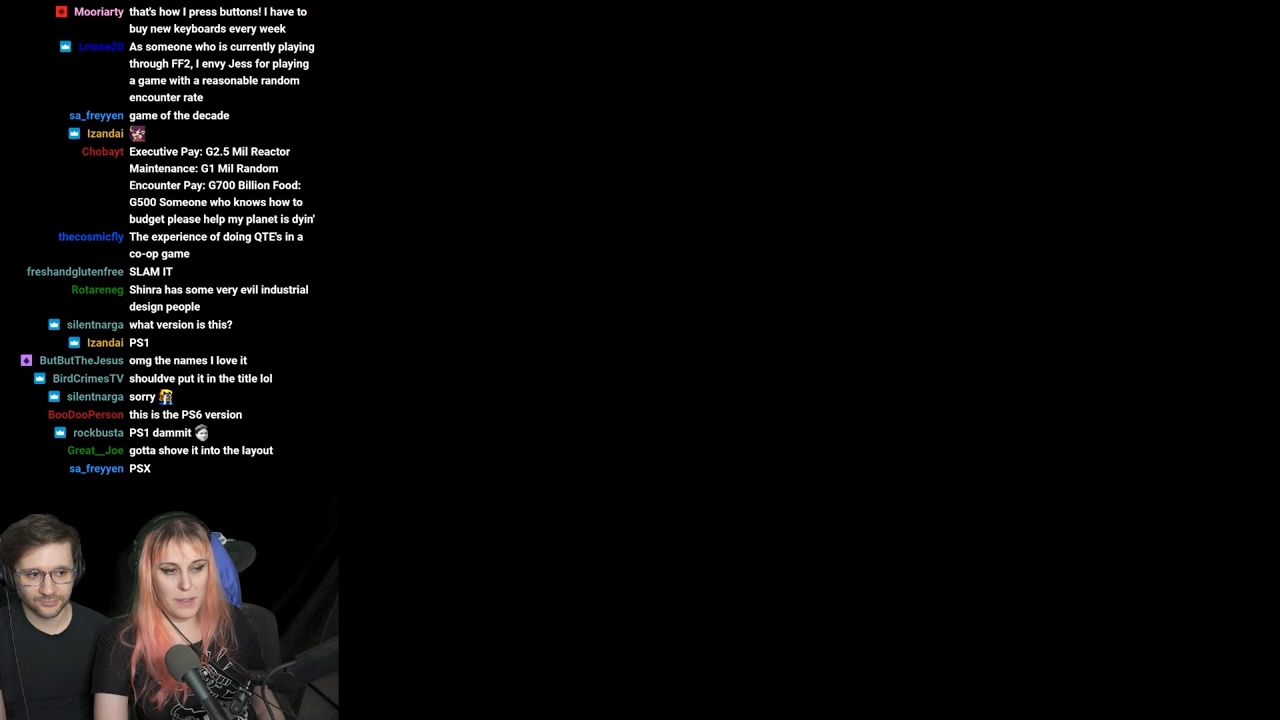 Mooriarty that's how I press buttons! I have to
buy new keyboards every week
Lrrose20 As someone who is currently playing
through FF2, I envy Jess for playing
a game with a reasonable random
encounter rate
sa_freyyen game of the decade
Izandai
Chobayt Executive Pay: G2.5 Mil Reactor
Maintenance: G1 Mil Random
Encounter Pay: G700 Billion Food:
G500 Someone who knows how to
budget please help my planet is dyin'
thecosmicfly The experience of doing QTE's in a
co-op game
freshandglutenfree SLAM IT
Rotareneg Shinra has some very evil industrial
design people
silentnarga what version is this?
Izandai PS1
ButButTheJesus omg the names I love it
BirdCrimesTV shouldve put it in the title lol
silentnarga sorry
BooDooPerson this is the PS6 version
rockbusta PS1 dammit
Great__Joe gotta shove it into the layout
sa_freyyen PSX